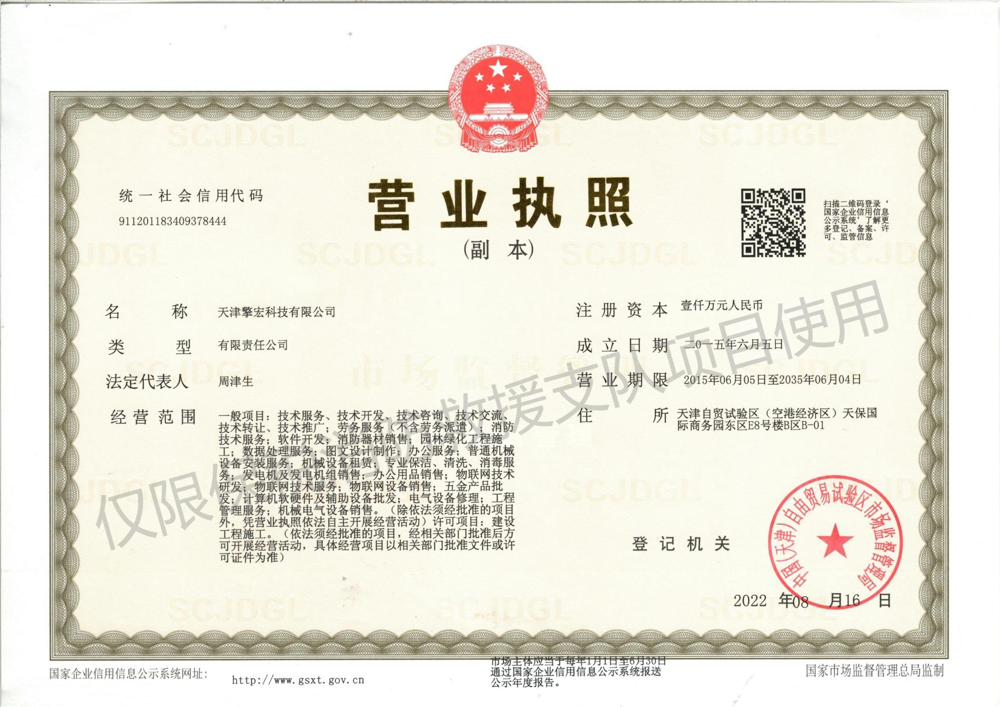 营业执照
(副 本)
统一社会信用代码
911201183409378444
扫描二维码登录‘
国家企业信用信息
公示系统’了解更
多登记、备案、许
可、监管信息
名 称 天津擎宏科技有限公司
类 型 有限责任公司
法定代表人 周津生
经营范围 一般项目：技术服务、技术开发、技术咨询、技术交流、
技术转让、技术推广；劳务服务（不含劳务派遣）；消防
技术服务；软件开发；消防器材销售；园林绿化工程施
工；数据处理服务；图文设计制作；办公服务；普通机械
设备安装服务；机械设备租赁；专业保洁、清洗、消毒服
务；发电机及发电机组销售；办公用品销售；物联网技术
研发；物联网技术服务；物联网设备销售；五金产品批
发；计算机软硬件及辅助设备批发；电气设备修理；工程
管理服务；机械电气设备销售。（除依法须经批准的项目
外，凭营业执照依法自主开展经营活动）许可项目：建设
工程施工。（依法须经批准的项目，经相关部门批准后方
可开展经营活动，具体经营项目以相关部门批准文件或许
可证件为准）
注册资本 壹仟万元人民币
成立日期 二〇一五年六月五日
营业期限 2015年06月05日至2035年06月04日
住 所 天津自贸试验区（空港经济区）天保国
际商务园东区E8号楼B区B-01
登记机关
中国(天津)自由贸易试验区市场监督管理局
2022 年08 月16 日
国家企业信用信息公示系统网址：
http://www.gsxt.gov.cn
市场主体应当于每年1月1日至6月30日
通过国家企业信用信息公示系统报送
公示年度报告。
国家市场监督管理总局监制
SCJDGL